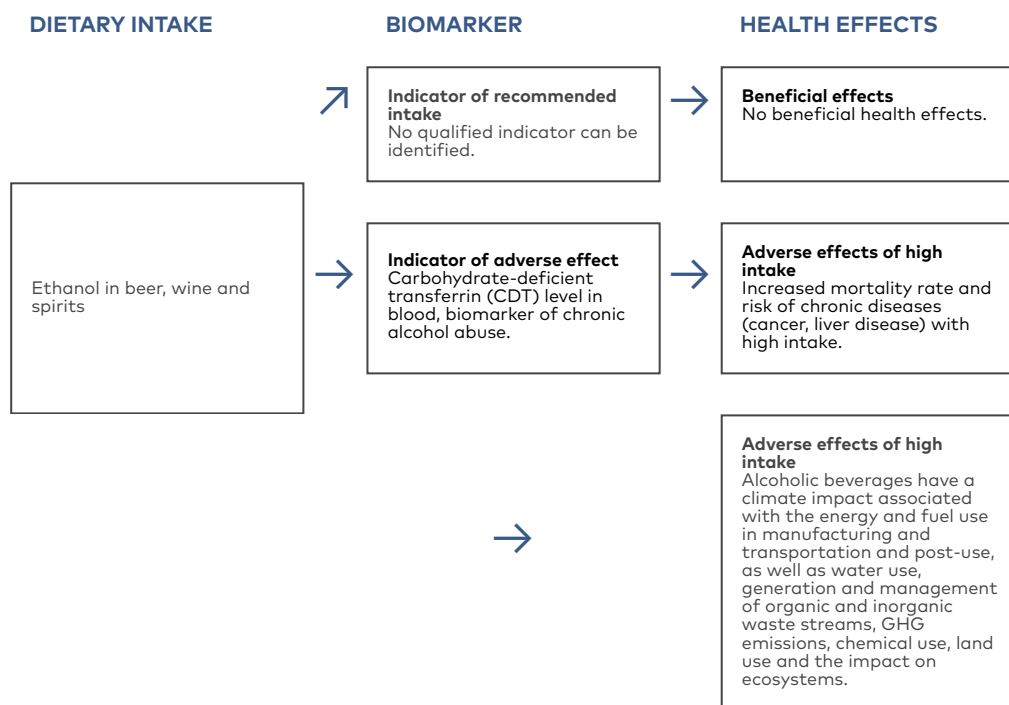 DIETARY INTAKE
BIOMARKER
HEALTH EFFECTS
Indicator of recommended
intake
No qualified indicator can be
identified.
Beneficial effects
No beneficial health effects.
Ethanol in beer, wine and
spirits
Indicator of adverse effect
Carbohydrate-deficient
transferrin (CDT) level in
blood, biomarker of chronic
alcohol abuse.
Adverse effects of high
intake
Increased mortality rate and
risk of chronic diseases
(cancer, liver disease) with
high intake.
Adverse effects of high
intake
Alcoholic beverages have a
climate impact associated
with the energy and fuel use
in manufacturing and
transportation and post-use,
as well as water use,
generation and management
of organic and inorganic
waste streams, GHG
emissions, chemical use, land
use and the impact on
ecosystems.